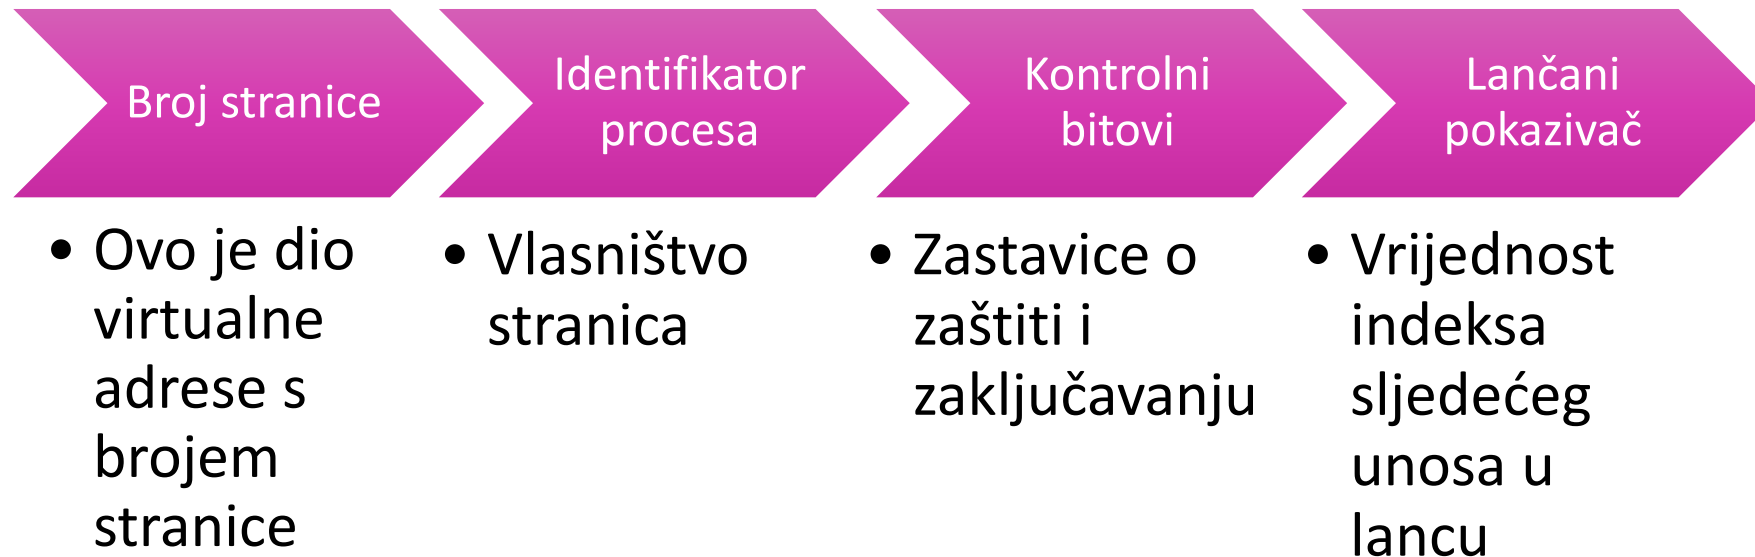 Broj stranice
• Ovo je dio
virtualne
adrese s
brojem
stranice
Identifikator
procesa
• Vlasništvo
stranica
Kontrolni
bitovi
• Zastavice o
zaštiti i
zaključavanju
Lančani
pokazivač
• Vrijednost
indeksa
sljedećeg
unosa u
lancu